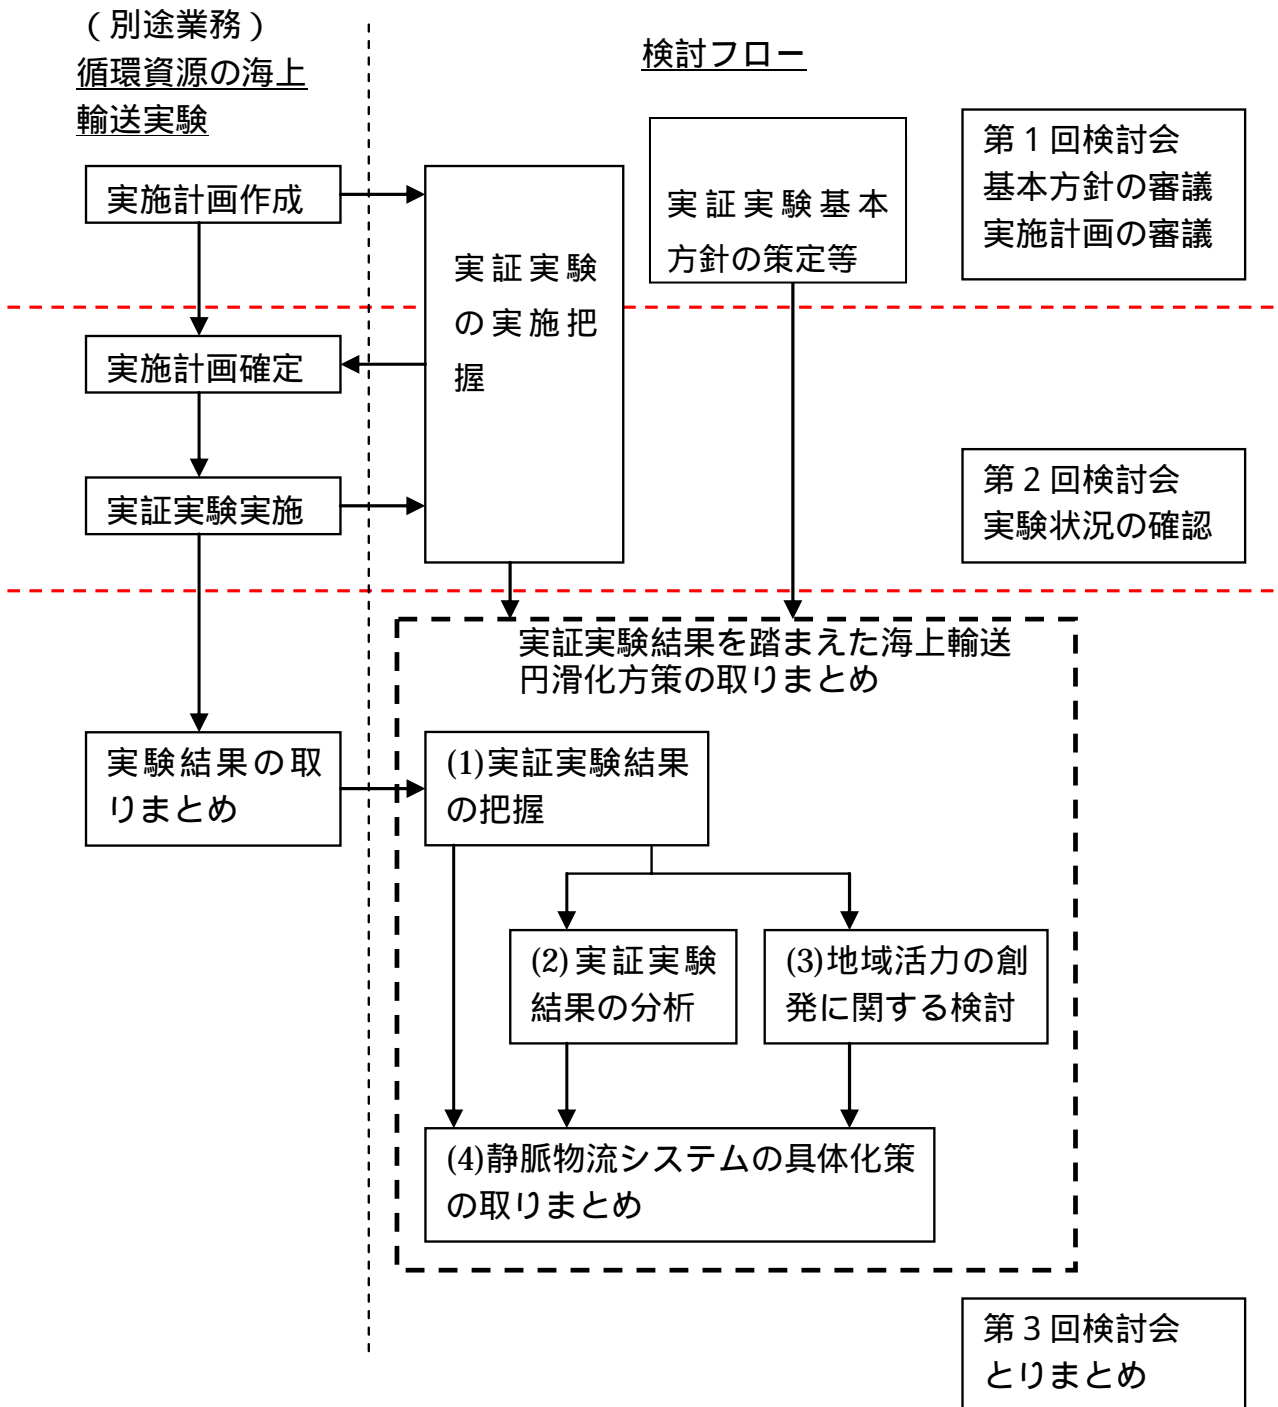 （別途業務）
循環資源の海上
輸送実験
検討フロー
第１回検討会
基本方針の審議
実施計画の審議
実施計画作成
実証実験基本
方針の策定等
実証実験
の実施把
握
実施計画確定
第２回検討会
実験状況の確認
実証実験実施
実証実験結果を踏まえた海上輸送
円滑化方策の取りまとめ
実験結果の取
りまとめ
(1)実証実験結果
の把握
(2)実証実験
結果の分析
(3)地域活力の創
発に関する検討
(4)静脈物流システムの具体化策
の取りまとめ
第３回検討会
とりまとめ